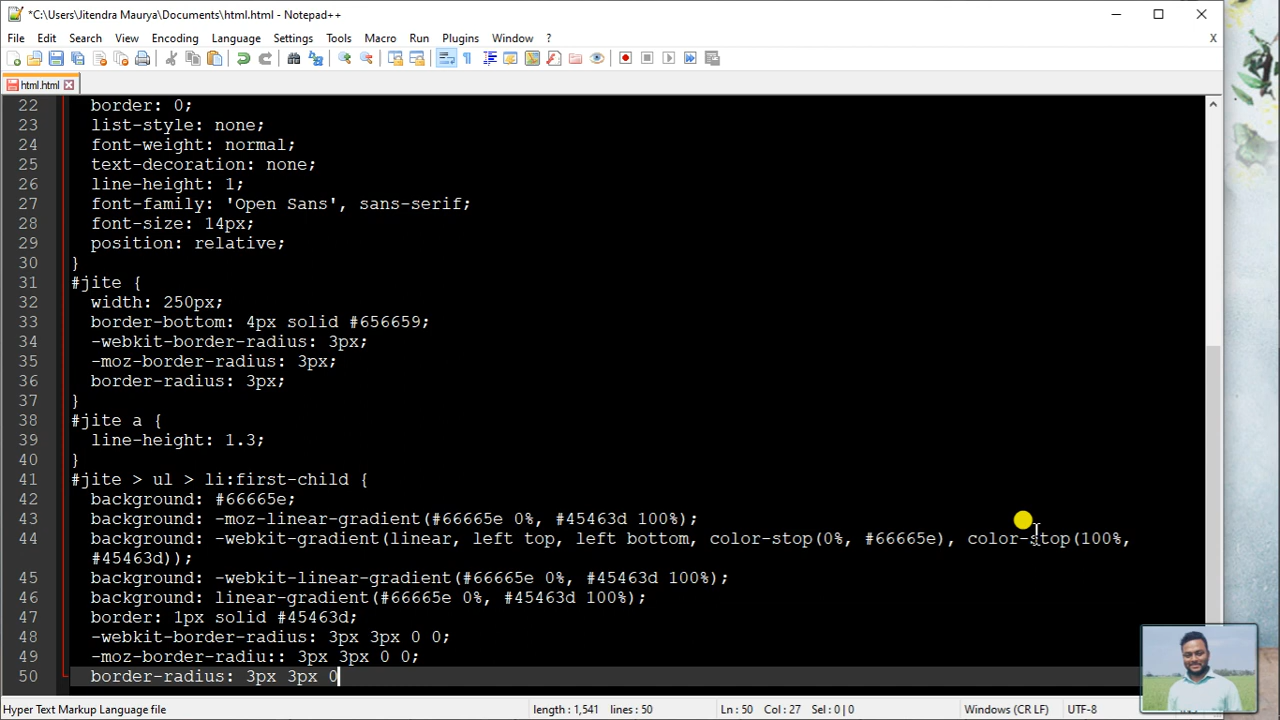 *C:\Users\Jitendra Maurya\Documents\html.html - Notepad++
File Edit Search View Encoding Language Settings Tools Macro Run Plugins Window ? X
html.html
22 border: 0;
23 list-style: none;
24 font-weight: normal;
25 text-decoration: none;
26 line-height: 1;
27 font-family: 'Open Sans', sans-serif;
28 font-size: 14px;
29 position: relative;
30 }
31 #jite {
32 width: 250px;
33 border-bottom: 4px solid #656659;
34 -webkit-border-radius: 3px;
35 -moz-border-radius: 3px;
36 border-radius: 3px;
37 }
38 #jite a {
39 line-height: 1.3;
40 }
41 #jite > ul > li:first-child {
42 background: #66665e;
43 background: -moz-linear-gradient(#66665e 0%, #45463d 100%);
44 background: -webkit-gradient(linear, left top, left bottom, color-stop(0%, #66665e), color-stop(100%,
#45463d));
45 background: -webkit-linear-gradient(#66665e 0%, #45463d 100%);
46 background: linear-gradient(#66665e 0%, #45463d 100%);
47 border: 1px solid #45463d;
48 -webkit-border-radius: 3px 3px 0 0;
49 -moz-border-radiu:: 3px 3px 0 0;
50 border-radius: 3px 3px 0
Hyper Text Markup Language file length : 1,541 lines : 50 Ln : 50 Col : 27 Sel : 0 | 0 Windows (CR LF) UTF-8